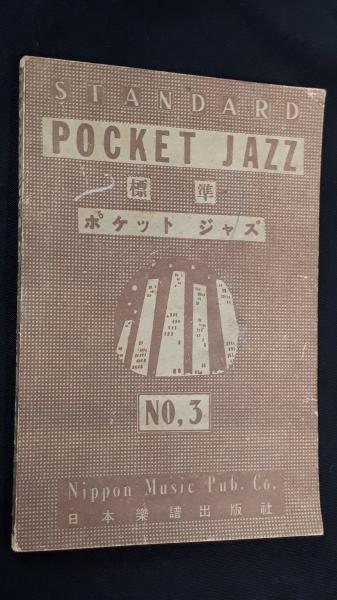 STANDARD
POCKET JAZZ
標準
ポケット ジャズ
NO,3
Nippon Music Pub. Co.
日本樂譜出版社